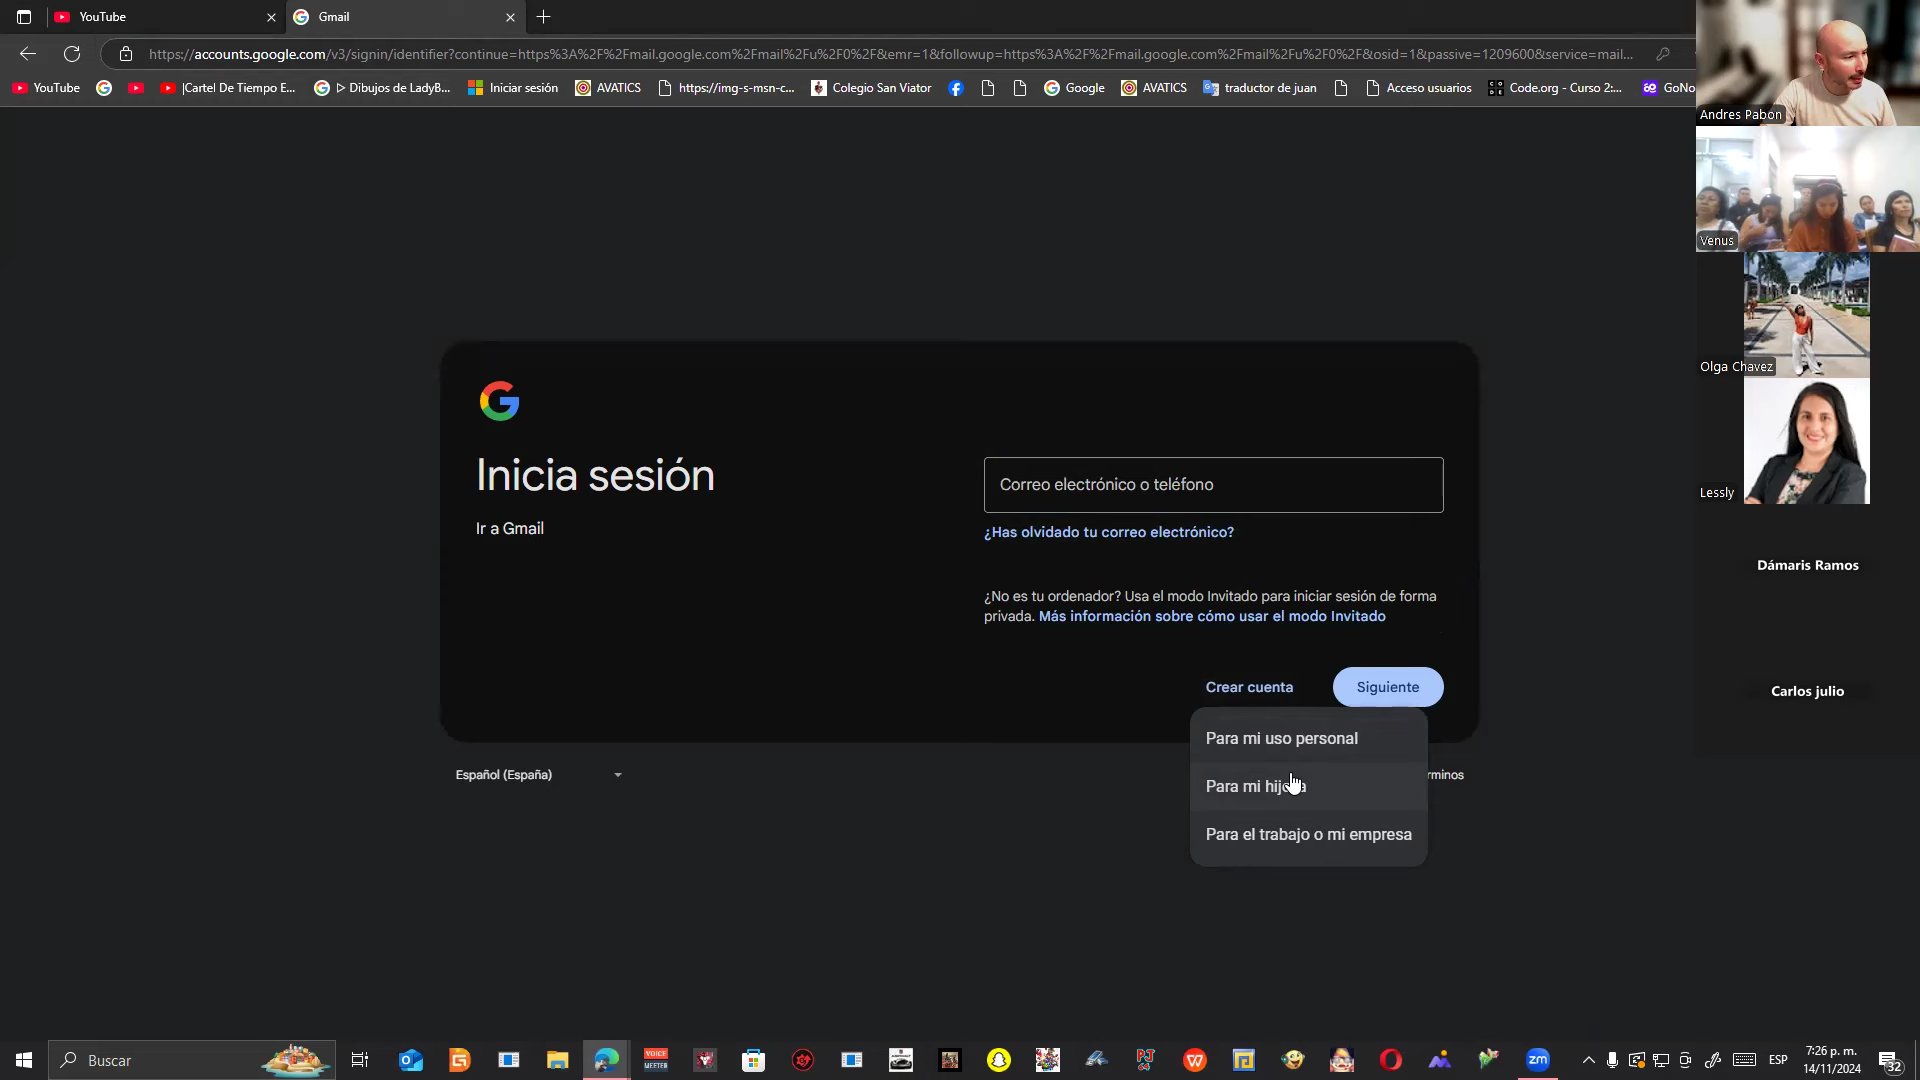 YouTube
Gmail
https://accounts.google.com/v3/signin/identifier?continue=https%3A%2F%2Fmail.google.com%2Fmail%2Fu%2F0%2F&emr=1&followup=https%3A%2F%2Fmail.google.com%2Fmail%2Fu%2F0%2F&osid=1&passive=1209600&service=mail...
YouTube
|Cartel De Tiempo E...
▷ Dibujos de LadyB...
Iniciar sesión
AVATICS
https://img-s-msn-c...
Colegio San Viator
Google
AVATICS
traductor de juan
Acceso usuarios
Code.org - Curso 2:...
GoNo
Andres Pabon
Venus
Olga Chavez
Lessly
Dámaris Ramos
Carlos julio
Inicia sesión
Ir a Gmail
Correo electrónico o teléfono
¿Has olvidado tu correo electrónico?
¿No es tu ordenador? Usa el modo Invitado para iniciar sesión de forma
privada. Más información sobre cómo usar el modo Invitado
Crear cuenta
Siguiente
Para mi uso personal
Para mi hijo/a
Para el trabajo o mi empresa
Español (España)
rminos
Buscar
VOICE
MEETER
zm
ESP
7:26 p. m.
14/11/2024
32